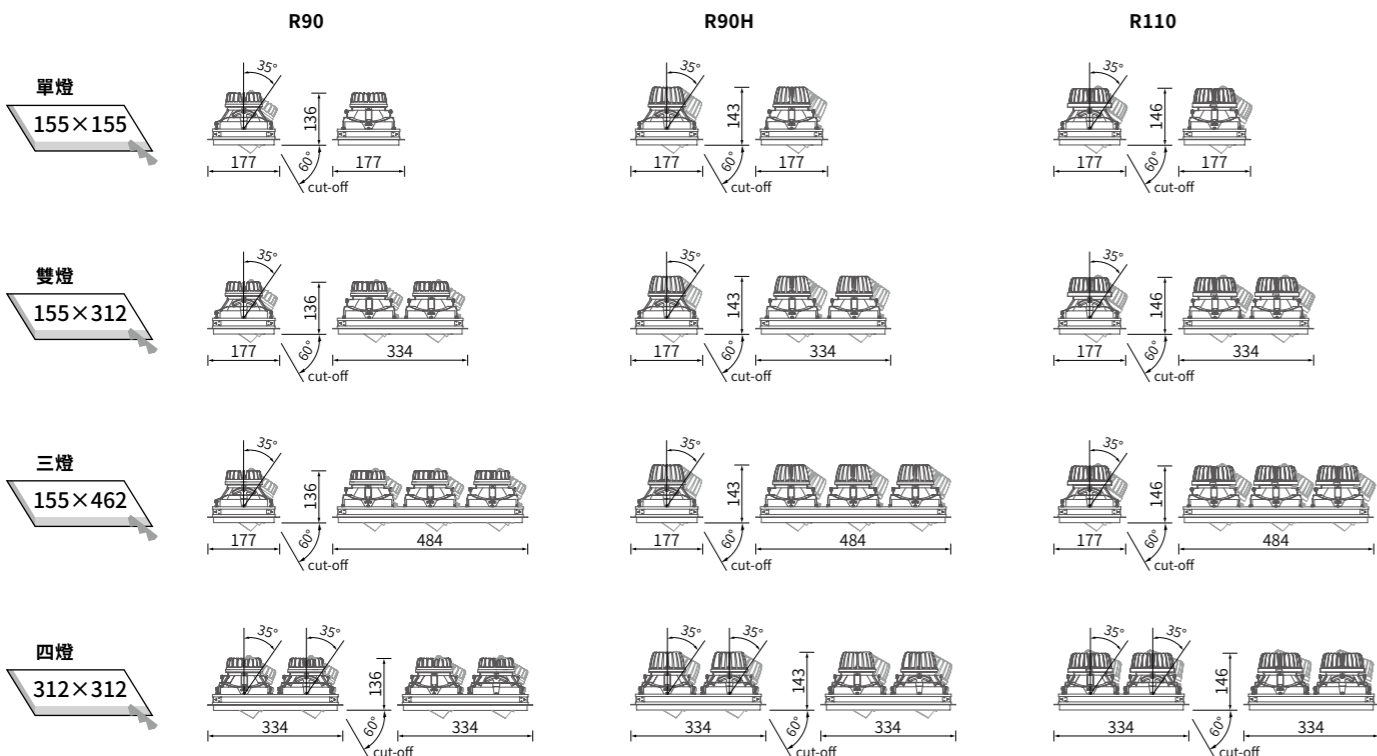 R90 R90H R110
單燈
155×155
35° 136 177 60° cut-off 177
35° 143 177 60° cut-off 177
35° 146 177 60° cut-off 177
雙燈
155×312
35° 136 177 60° cut-off 334
35° 143 177 60° cut-off 334
35° 146 177 60° cut-off 334
三燈
155×462
35° 136 177 60° cut-off 484
35° 143 177 60° cut-off 484
35° 146 177 60° cut-off 484
四燈
312×312
35° 35° 136 334 60° cut-off 334
35° 35° 143 334 60° cut-off 334
35° 35° 146 334 60° cut-off 334